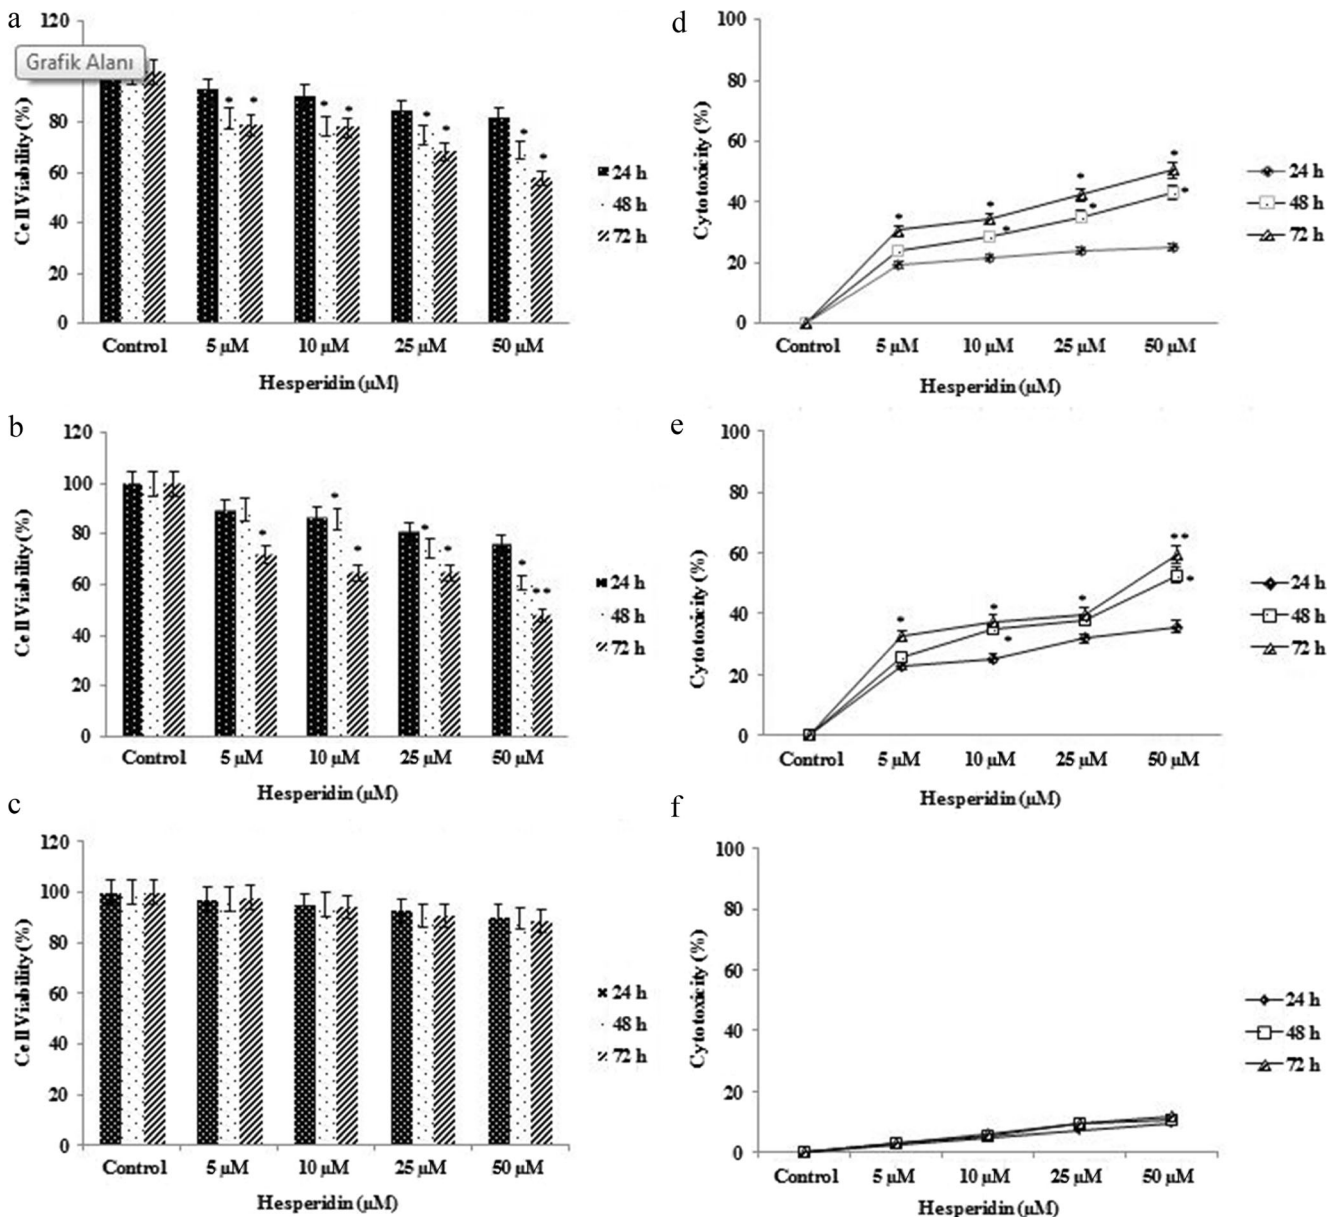 a
120
Grafik Alanı
80
60
40
20
0
Cell Viability (%)
Control 5 µM 10 µM 25 µM 50 µM
Hesperidin (µM)
24 h
48 h
72 h
d
100
80
60
40
20
0
Cytotoxicity (%)
Control 5 µM 10 µM 25 µM 50 µM
Hesperidin (µM)
24 h
48 h
72 h
b
120
100
80
60
40
20
0
Cell Viability (%)
Control 5 µM 10 µM 25 µM 50 µM
Hesperidin (µM)
24 h
48 h
72 h
e
100
80
60
40
20
0
Cytotoxicity (%)
Control 5 µM 10 µM 25 µM 50 µM
Hesperidin (µM)
24 h
48 h
72 h
c
120
100
80
60
40
20
0
Cell Viability (%)
Control 5 µM 10 µM 25 µM 50 µM
Hesperidin (µM)
24 h
48 h
72 h
f
100
80
60
40
20
0
Cytotoxicity (%)
Control 5 µM 10 µM 25 µM 50 µM
Hesperidin (µM)
24 h
48 h
72 h